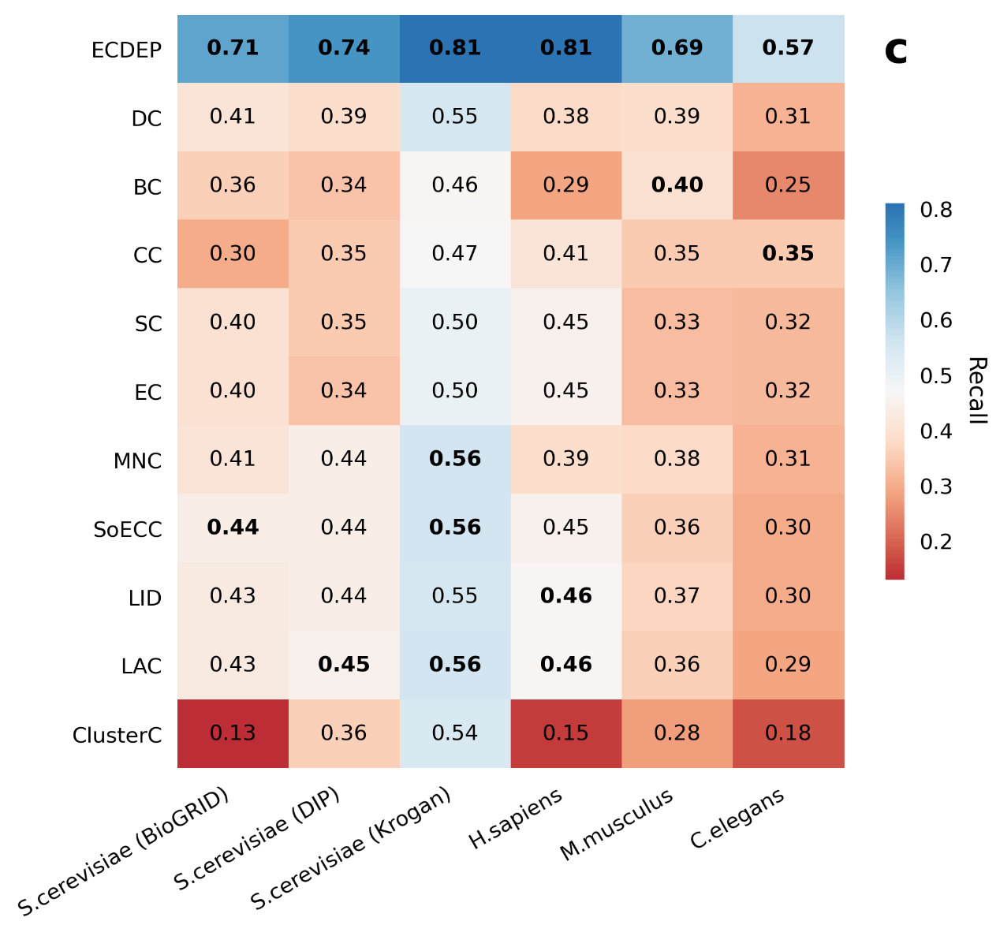 c
ECDEP 0.71 0.74 0.81 0.81 0.69 0.57
DC 0.41 0.39 0.55 0.38 0.39 0.31
BC 0.36 0.34 0.46 0.29 0.40 0.25
CC 0.30 0.35 0.47 0.41 0.35 0.35
SC 0.40 0.35 0.50 0.45 0.33 0.32
EC 0.40 0.34 0.50 0.45 0.33 0.32
MNC 0.41 0.44 0.56 0.39 0.38 0.31
SoECC 0.44 0.44 0.56 0.45 0.36 0.30
LID 0.43 0.44 0.55 0.46 0.37 0.30
LAC 0.43 0.45 0.56 0.46 0.36 0.29
ClusterC 0.13 0.36 0.54 0.15 0.28 0.18
S.cerevisiae (BioGRID)
S.cerevisiae (DIP)
S.cerevisiae (Krogan)
H.sapiens
M.musculus
C.elegans
0.8
0.7
0.6
0.5
0.4
0.3
0.2
Recall